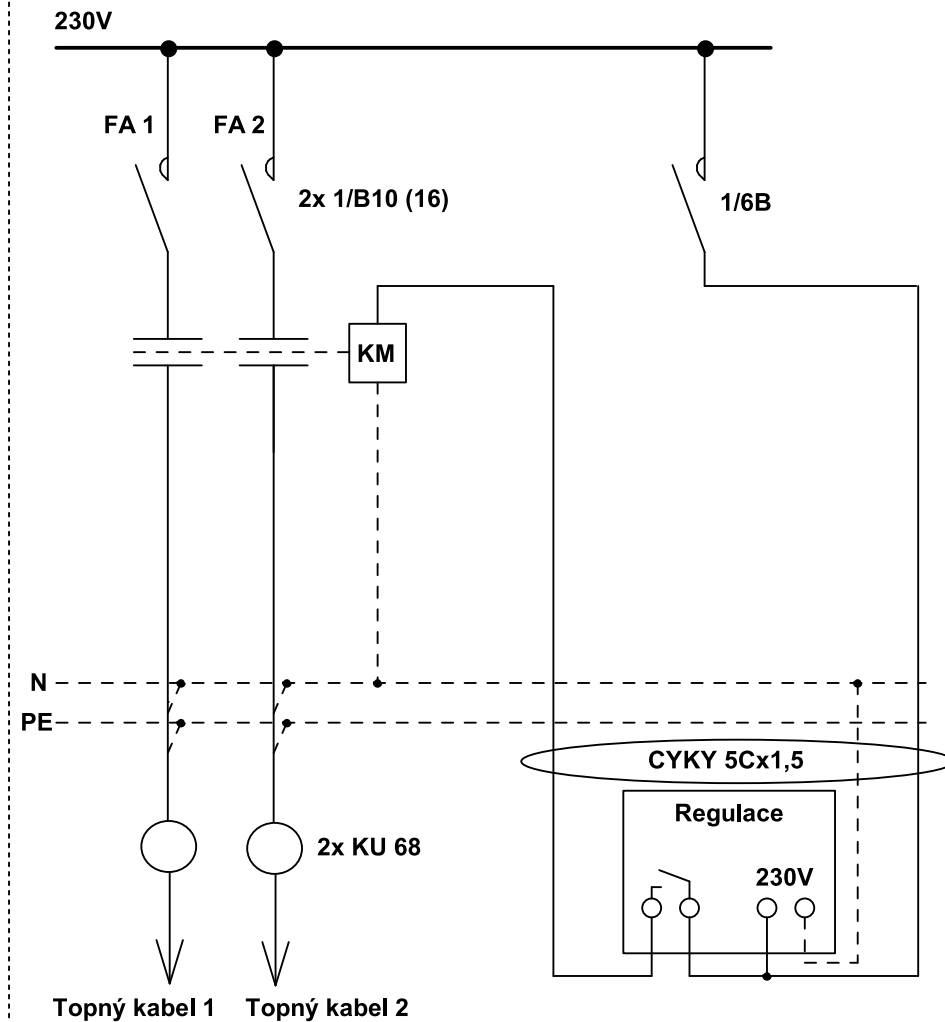 230V
FA 1
FA 2
2x 1/B10 (16)
1/6B
KM
N
PE
CYKY 5Cx1,5
Regulace
2x KU 68
230V
Topný kabel 1
Topný kabel 2